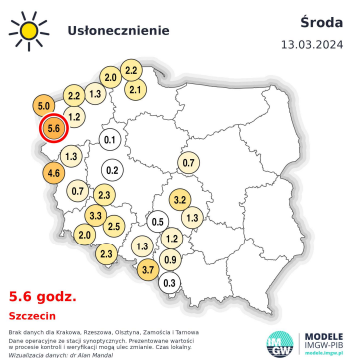 Usłonecznienie
Środa
13.03.2024
2.0
2.2
2.1
2.2
1.3
5.0
1.2
5.6
0.1
1.3
4.6
0.2
0.7
0.7
2.3
3.2
3.3
0.5
1.3
2.5
2.0
1.2
1.3
2.3
0.9
3.7
0.3
5.6 godz.
Szczecin
Brak danych dla Krakowa, Rzeszowa, Olsztyna, Zamościa i Tarnowa
Dane operacyjne ze stacji synoptycznych. Prezentowane wartości
w procesie kontroli i weryfikacji mogą ulec zmianie. Czas lokalny.
Wizualizacja danych: dr Alan Mandal
IM
GW
MODELE
IMGW-PIB
modele.imgw.pl